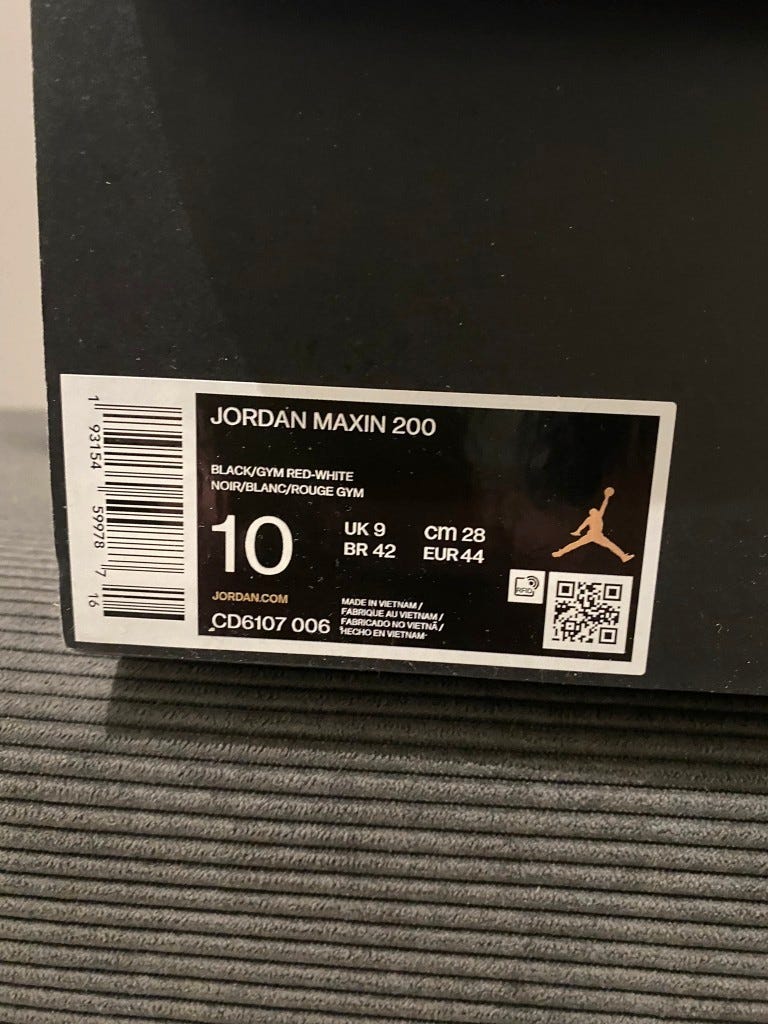 JORDAN MAXIN 200
BLACK/GYM RED-WHITE
NOIR/BLANC/ROUGE GYM
10
UK 9
cm 28
BR 42
EUR 44
JORDAN.COM
CD6107 006
MADE IN VIETNAM /
FABRIQUE AU VIETNAM /
FABRICADO NO VIETNÃ /
HECHO EN VIETNAM
RFID
1 93154 59978 7 16